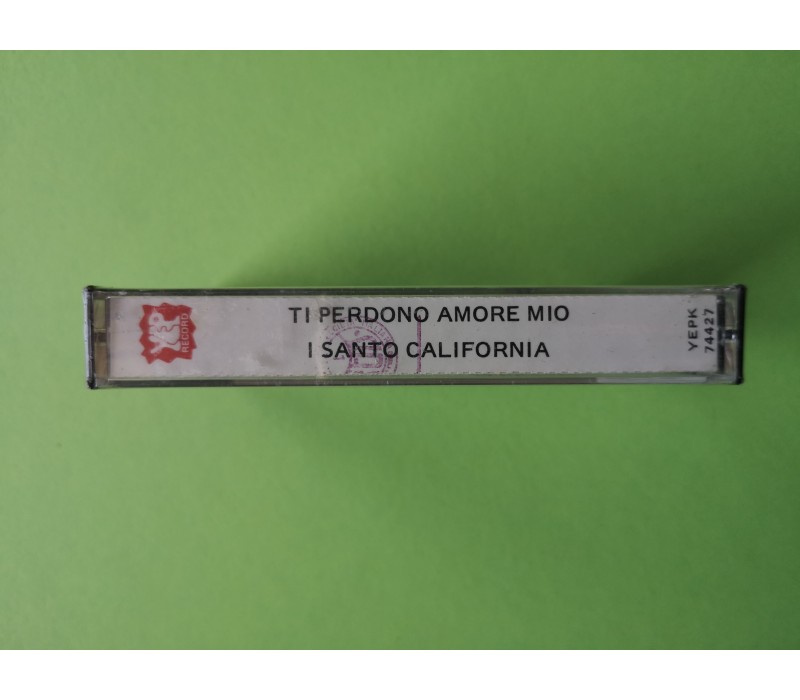 YEP
RECORD
TI PERDONO AMORE MIO
I SANTO CALIFORNIA
YEPK
74427